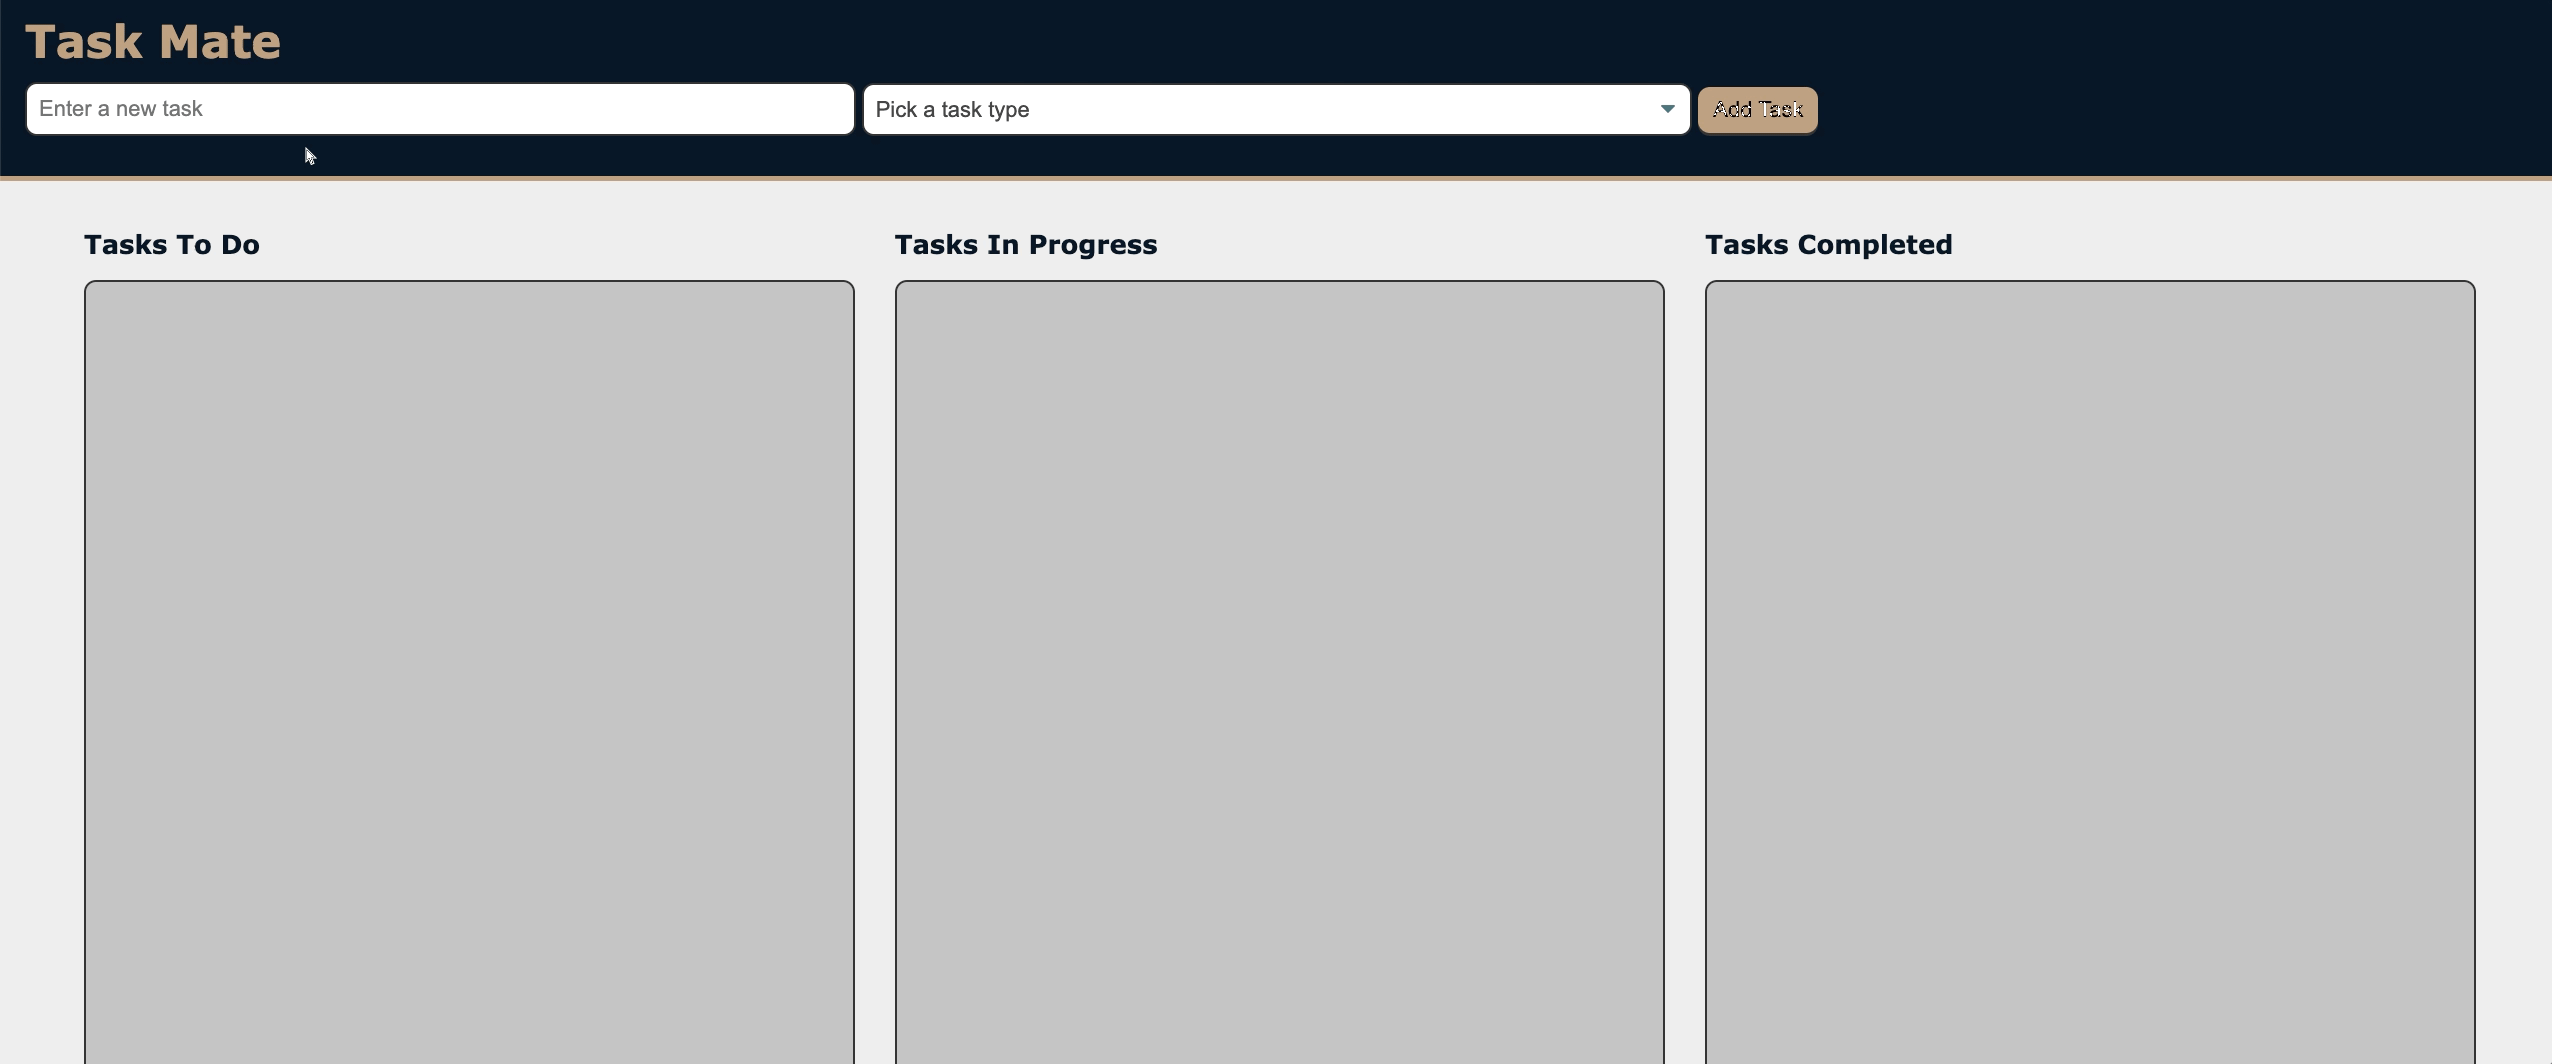 Task Mate
Enter a new task
Pick a task type
Add Task
Tasks To Do
Tasks In Progress
Tasks Completed